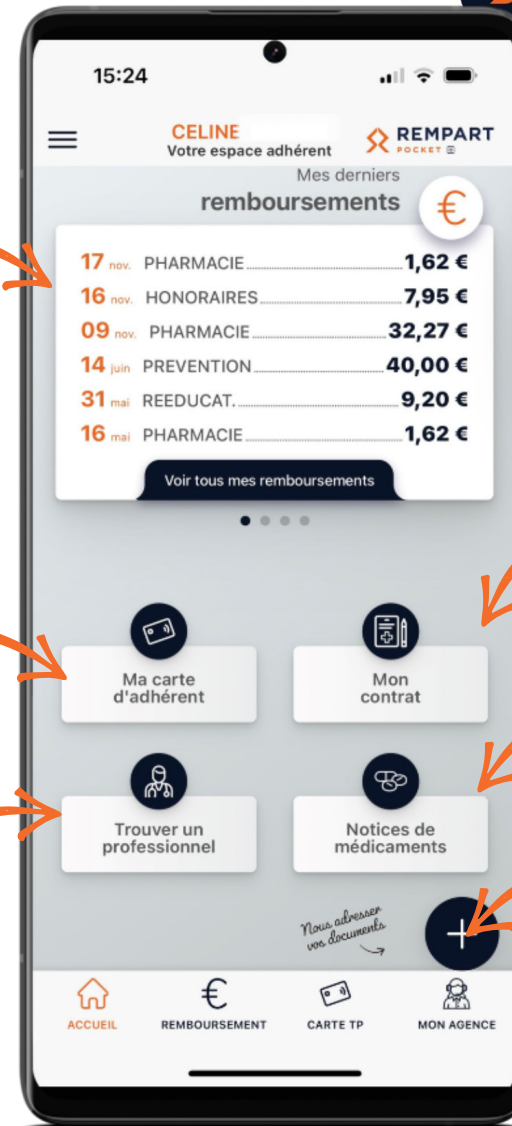 15:24
CELINE
Votre espace adhérent
REMPART
POCKET
Mes derniers
remboursements
€
17 nov. PHARMACIE 1,62 €
16 nov. HONORAIRES 7,95 €
09 nov. PHARMACIE 32,27 €
14 juin PREVENTION 40,00 €
31 mai REEDUCAT. 9,20 €
16 mai PHARMACIE 1,62 €
Voir tous mes remboursements
Ma carte
d'adhérent
Mon
contrat
Trouver un
professionnel
Notices de
médicaments
Nous adresser
vos documents
+
€
ACCUEIL
REMBOURSEMENT
CARTE TP
MON AGENCE